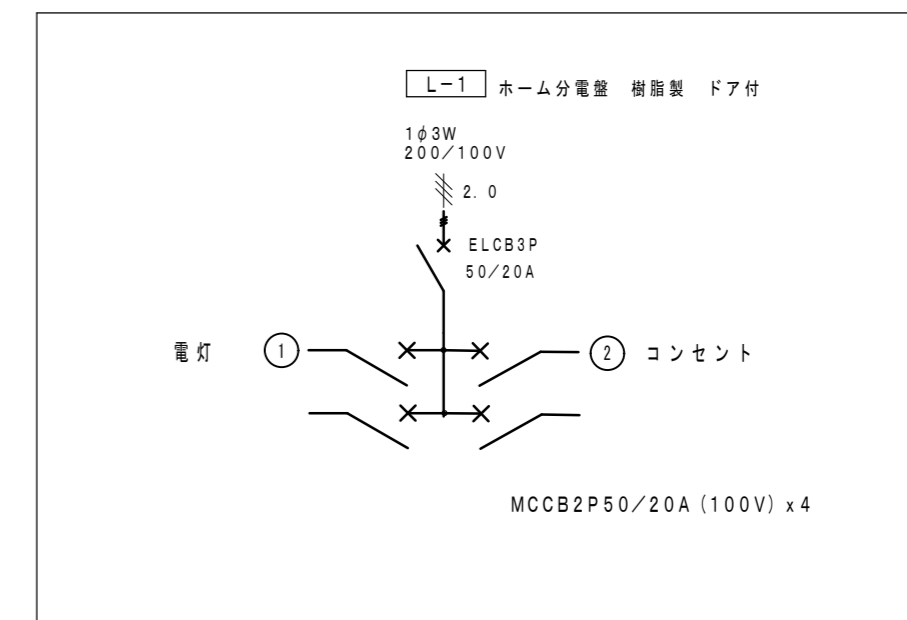 L-1 ホーム分電盤 樹脂製 ドア付
1φ3W
200/100V
2.0
ELCB3P
50/20A
電灯 1 2 コンセント
MCCB2P50/20A(100V)x4